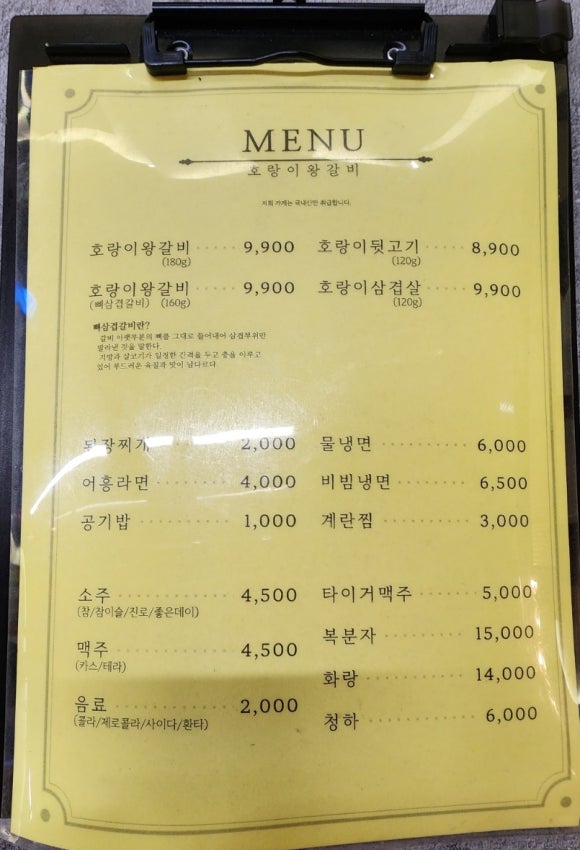 MENU
호랑이왕갈비
저희 가게는 국내산만 취급합니다.
호랑이왕갈비 9,900
(180g)
호랑이왕갈비 9,900
(뼈삼겹갈비) (160g)
뼈삼겹갈비란?
갈비 아랫부분의 뼈를 그대로 들어내어 삼겹부위만
발라낸 것을 말한다.
지방과 살코기가 일정한 간격을 두고 층을 이루고
있어 부드러운 육질과 맛이 남다르다.
호랑이뒷고기 8,900
(120g)
호랑이삼겹살 9,900
(120g)
된장찌개 2,000
어흥라면 4,000
공기밥 1,000
물냉면 6,000
비빔냉면 6,500
계란찜 3,000
소주 4,500
(참/참이슬/진로/좋은데이)
맥주 4,500
(카스/테라)
음료 2,000
(콜라/제로콜라/사이다/환타)
타이거맥주 5,000
복분자 15,000
화랑 14,000
청하 6,000